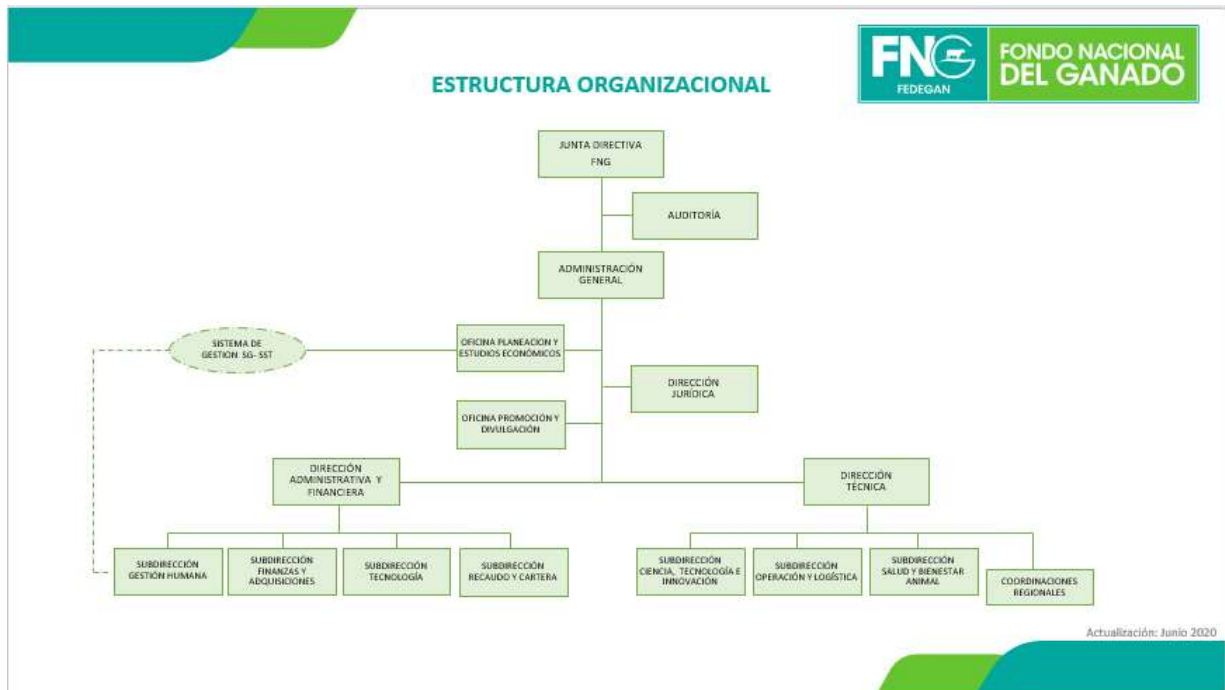 ESTRUCTURA ORGANIZACIONAL
FNG
FEDEGAN
FONDO NACIONAL
DEL GANADO
JUNTA DIRECTIVA
FNG
AUDITORÍA
ADMINISTRACIÓN
GENERAL
SISTEMA DE
GESTION SG- SST
OFICINA PLANEACION Y
ESTUDIOS ECONÓMICOS
DIRECCIÓN
JURÍDICA
OFICINA PROMOCIÓN Y
DIVULGACIÓN
DIRECCIÓN
ADMINISTRATIVA Y
FINANCIERA
DIRECCIÓN
TÉCNICA
SUBDIRECCIÓN
GESTIÓN HUMANA
SUBDIRECCIÓN
FINANZAS Y
ADQUISICIONES
SUBDIRECCIÓN
TECNOLOGÍA
SUBDIRECCIÓN
RECAUDO Y CARTERA
SUBDIRECCIÓN
CIENCIA, TECNOLOGÍA E
INNOVACIÓN
SUBDIRECCIÓN
OPERACIÓN Y LOGÍSTICA
SUBDIRECCIÓN
SALUD Y BIENESTAR
ANIMAL
COORDINACIONES
REGIONALES
Actualización: Junio 2020